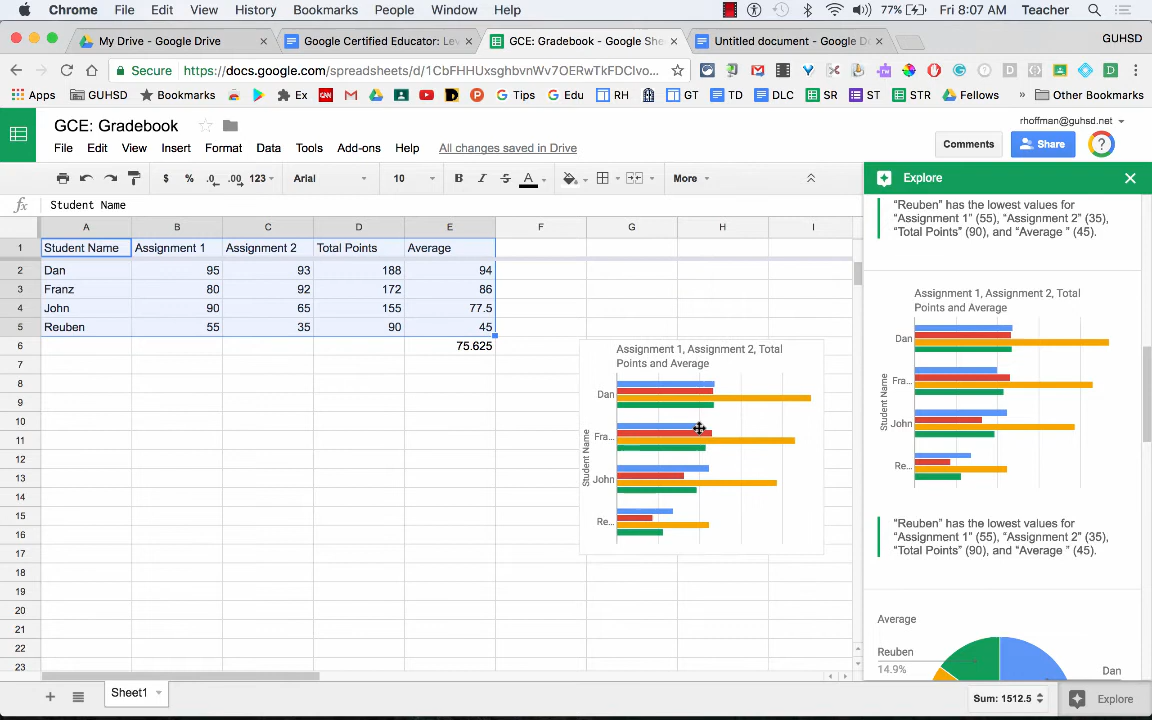 Chrome File Edit View History Bookmarks People Window Help 77% Fri 8:07 AM Teacher
My Drive - Google Drive
Google Certified Educator: Lev
GCE: Gradebook - Google She
Untitled document - Google D
GUHSD
Secure https://docs.google.com/spreadsheets/d/1CbFHHUxsghbvnWv7OERwTkFDClvo...
Apps GUHSD Bookmarks Ex CNN Tips Edu RH GT TD DLC SR ST STR Fellows » Other Bookmarks
GCE: Gradebook
rhoffman@guhsd.net
File Edit View Insert Format Data Tools Add-ons Help All changes saved in Drive
Comments Share
$ % .0 .00 123 Arial 10 B I S A More
Explore
fx Student Name
A B C D E F G H I
1 Student Name Assignment 1 Assignment 2 Total Points Average
2 Dan 95 93 188 94
3 Franz 80 92 172 86
4 John 90 65 155 77.5
5 Reuben 55 35 90 45
6 75.625
7
8
9
10
11
12
13
14
15
16
17
18
19
20
21
22
23
Assignment 1, Assignment 2, Total
Points and Average
Student Name
Dan
Fra...
John
Re...
"Reuben" has the lowest values for
"Assignment 1" (55), "Assignment 2" (35),
"Total Points" (90), and "Average " (45).
Assignment 1, Assignment 2, Total
Points and Average
Student Name
Dan
Fra...
John
Re...
"Reuben" has the lowest values for
"Assignment 1" (55), "Assignment 2" (35),
"Total Points" (90), and "Average " (45).
Average
Reuben
14.9%
Dan
Sheet1
Sum: 1512.5
Explore